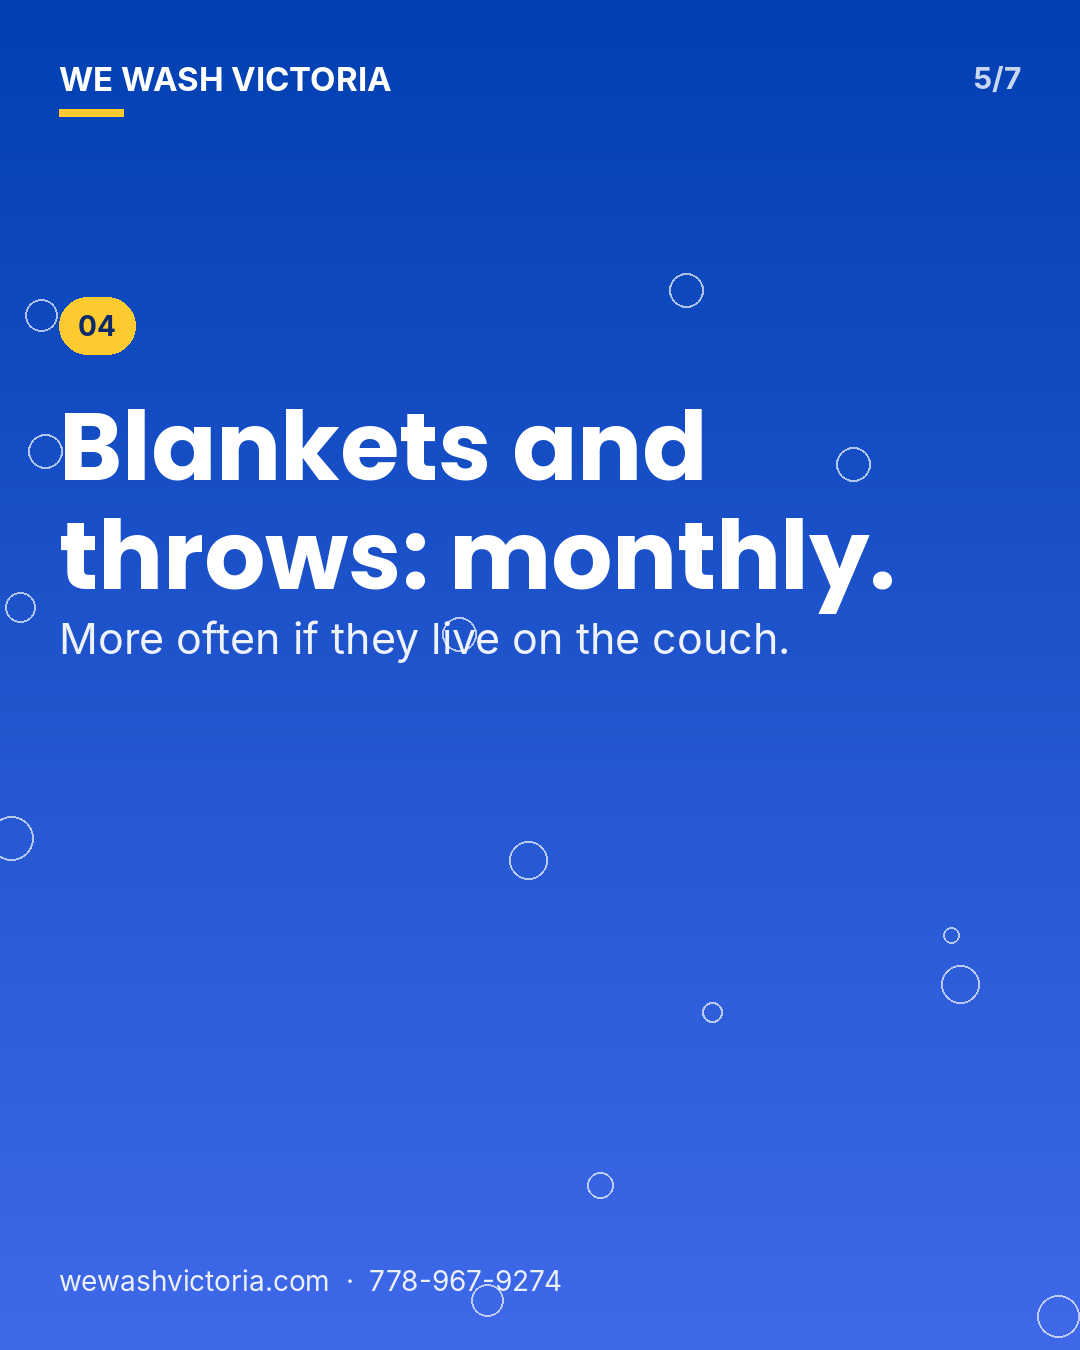 WE WASH VICTORIA
5/7
04
Blankets and
throws: monthly.
More often if they live on the couch.
wewashvictoria.com · 778-967-9274